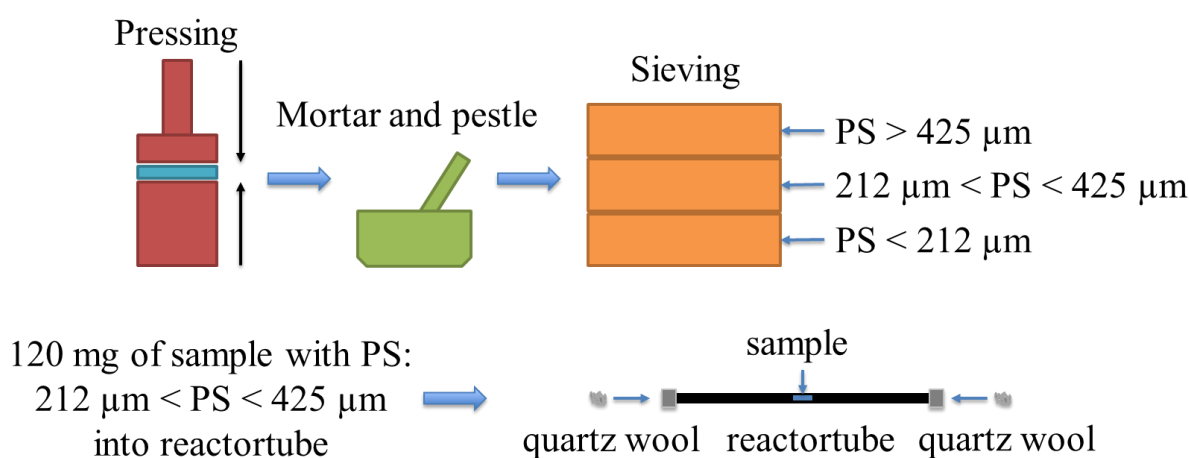 Pressing
Mortar and pestle
Sieving
PS > 425 µm
212 µm < PS < 425 µm
PS < 212 µm
120 mg of sample with PS:
212 µm < PS < 425 µm
into reactortube
sample
quartz wool reactortube quartz wool